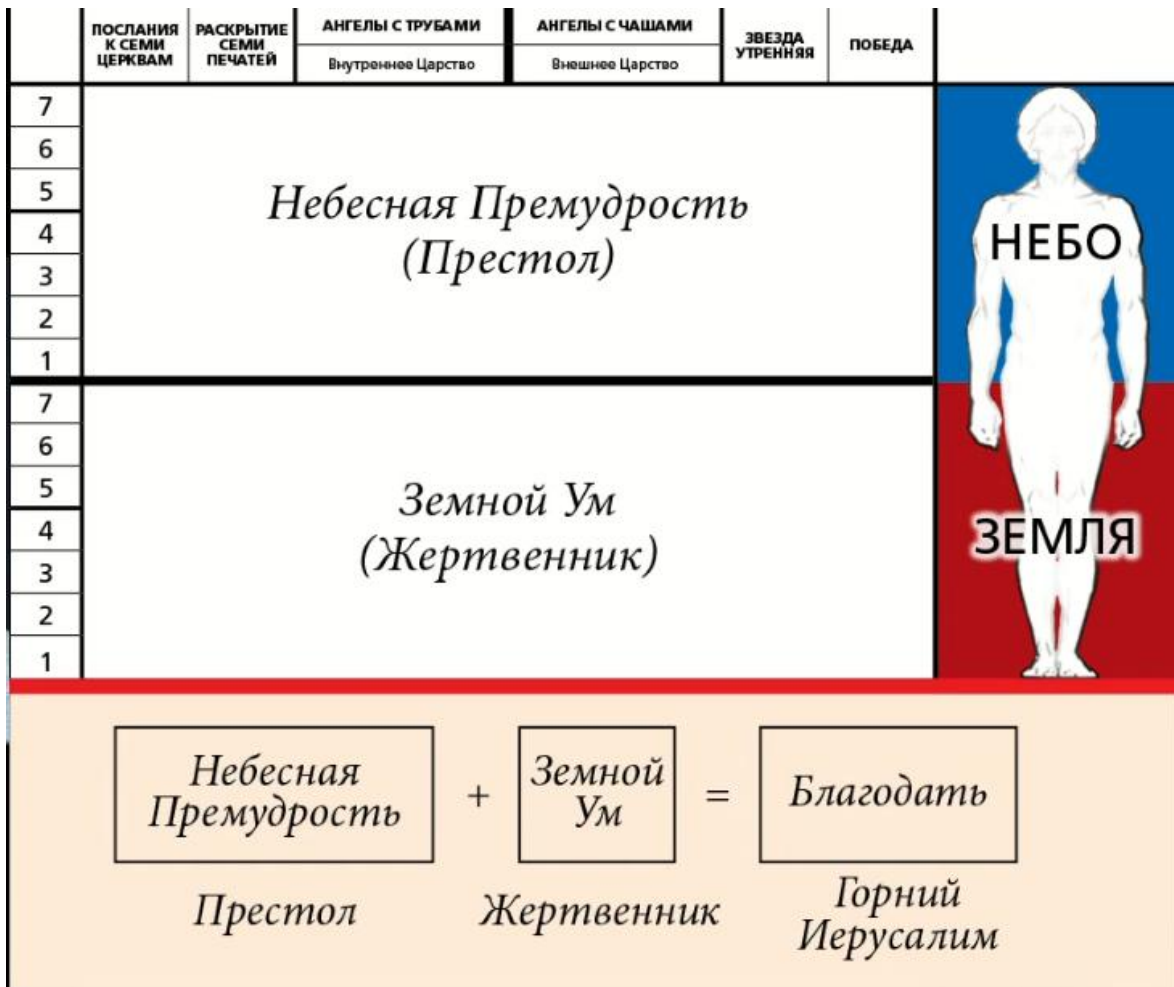 ПОСЛАНИЯ
К СЕМИ
ЦЕРКВАМ
РАСКРЫТИЕ
СЕМИ
ПЕЧАТЕЙ
АНГЕЛЫ С ТРУБАМИ
Внутреннее Царство
АНГЕЛЫ С ЧАШАМИ
Внешнее Царство
ЗВЕЗДА
УТРЕННЯЯ
ПОБЕДА
7
6
5
4
3
2
1
Небесная Премудрость
(Престол)
НЕБО
7
6
5
4
3
2
1
Земной Ум
(Жертвенник)
ЗЕМЛЯ
Небесная
Премудрость
+
Земной
Ум
=
Благодать
Престол
Жертвенник
Горний
Иерусалим